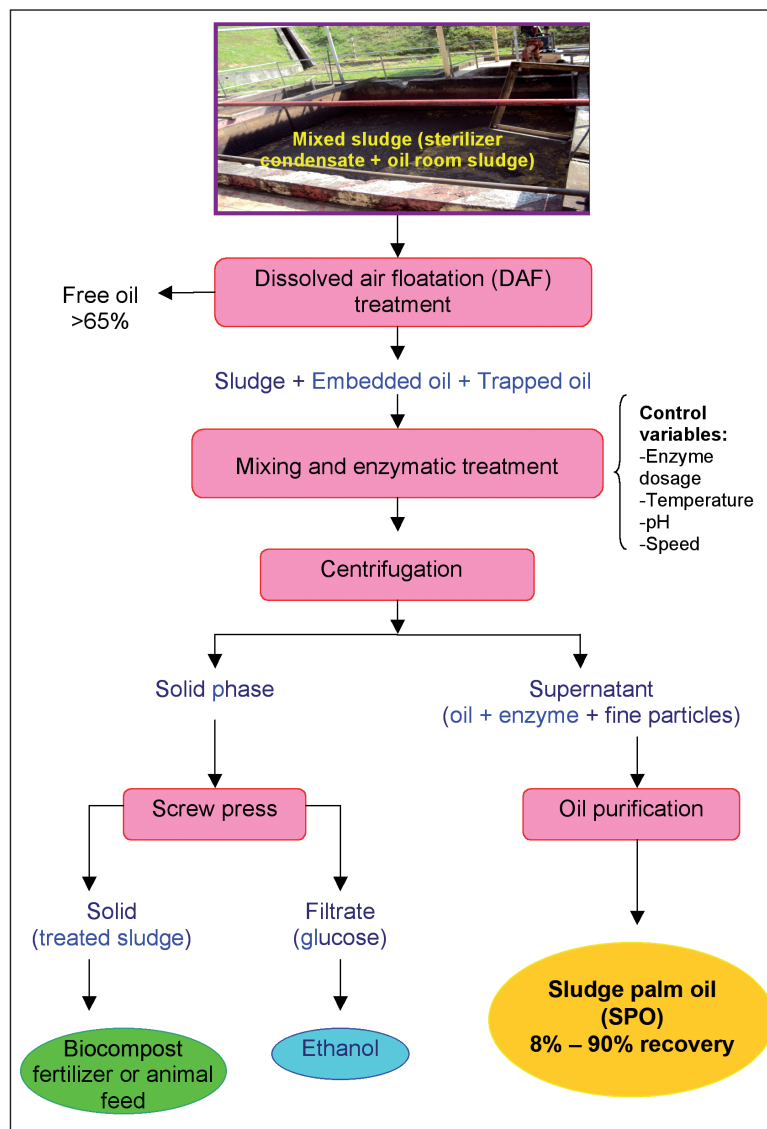 Mixed sludge (sterilizer
condensate + oil room sludge)
Dissolved air floatation (DAF)
treatment
Free oil
>65%
Sludge + Embedded oil + Trapped oil
Mixing and enzymatic treatment
Control
variables:
-Enzyme
dosage
-Temperature
-pH
-Speed
Centrifugation
Solid phase
Supernatant
(oil + enzyme + fine particles)
Screw press
Oil purification
Solid
(treated sludge)
Filtrate
(glucose)
Sludge palm oil
(SPO)
8% – 90% recovery
Biocompost
fertilizer or animal
feed
Ethanol